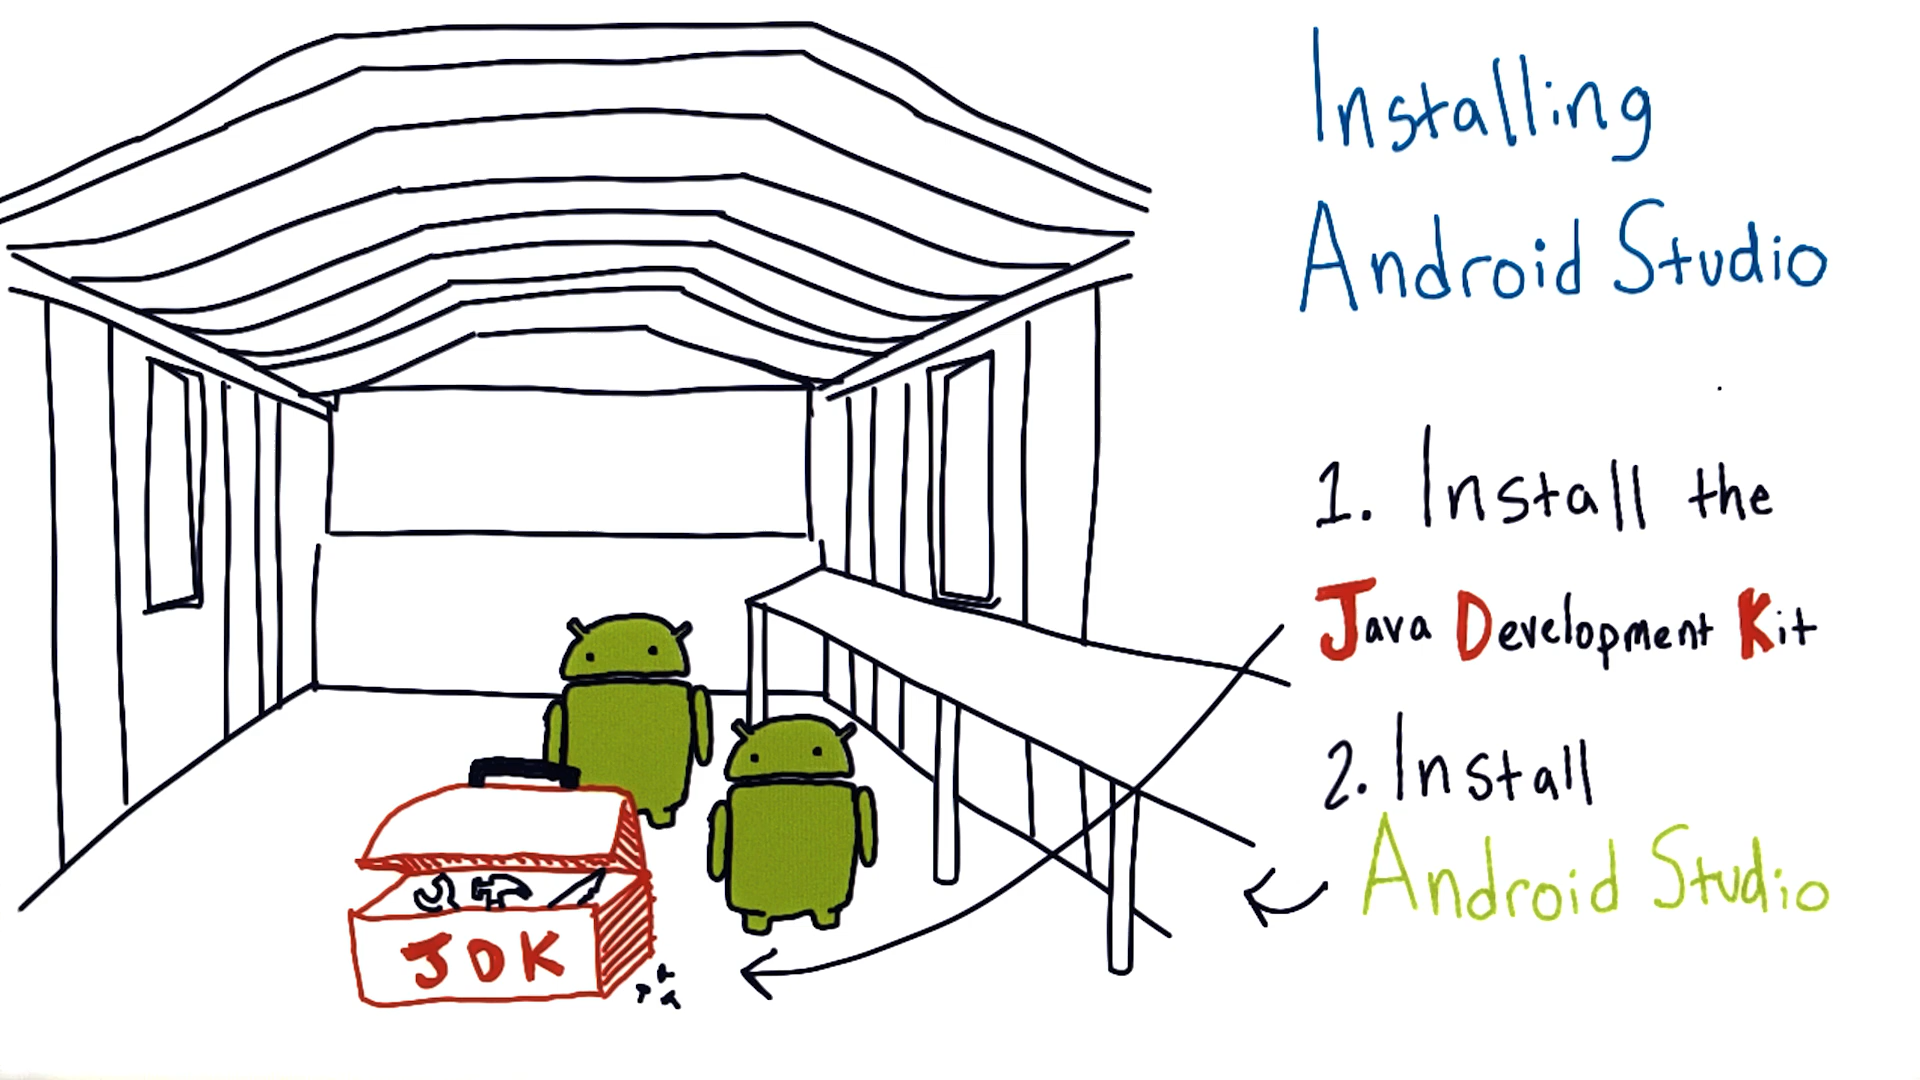 Installing
Android Studio
1. Install the
Java Development Kit
2. Install
Android Studio
JDK